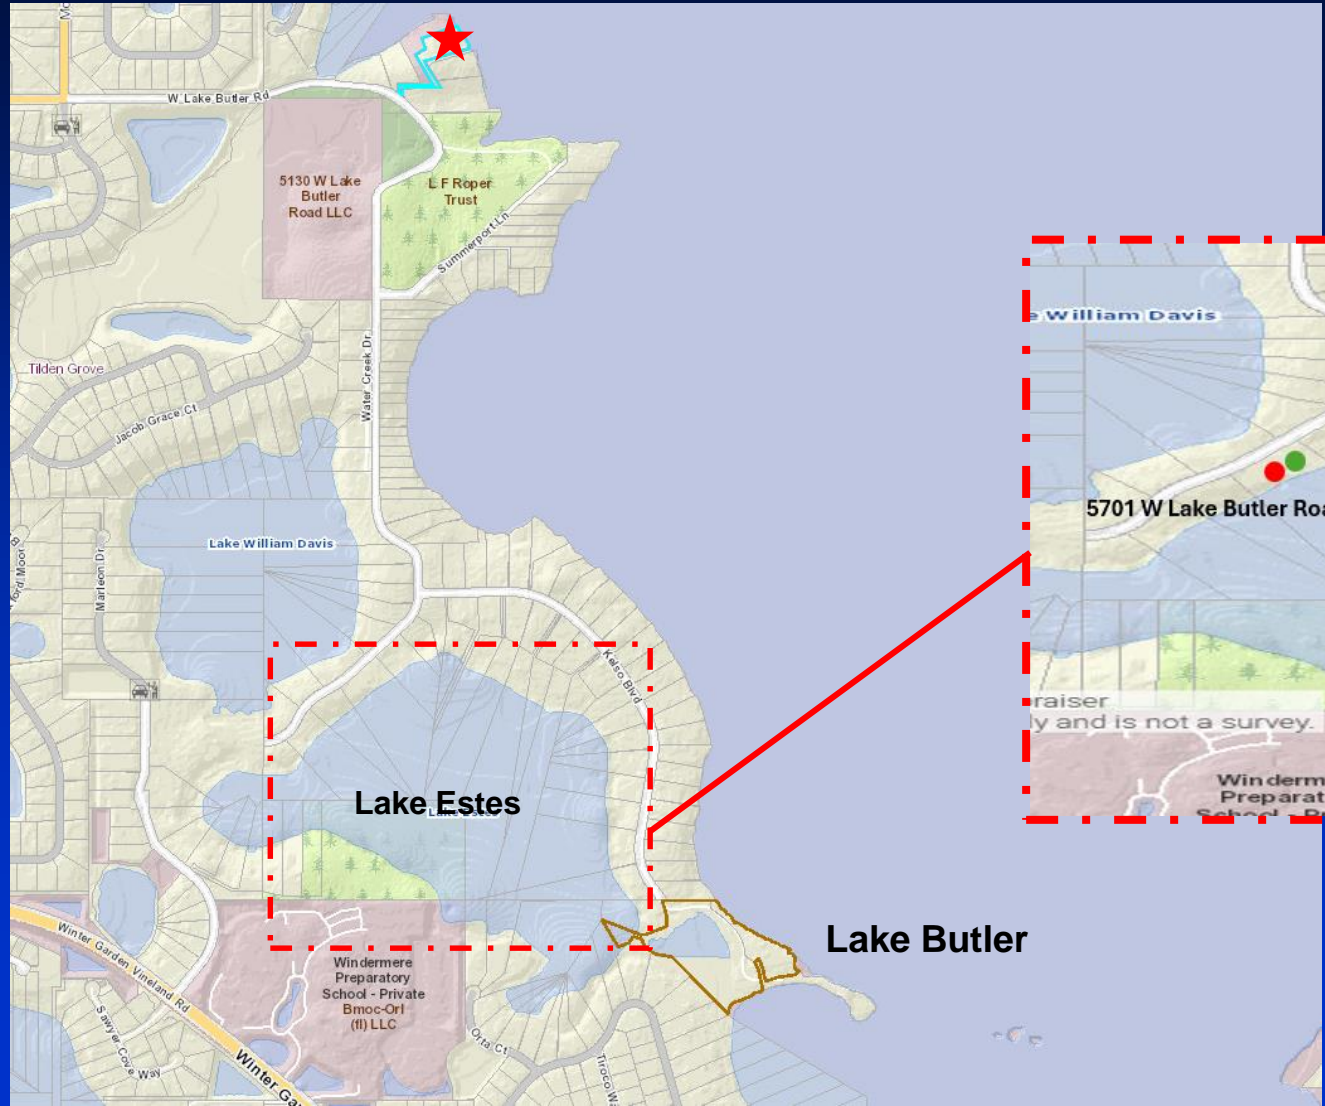 W Lake Butler Rd
5130 W Lake
Butler
Road LLC
L F Roper
Trust
Summerport Ln
Water Creek Dr
Tilden Grove
Jacob Grace Ct
Lake William Davis
Marleon Dr
Kelso Blvd
Lake Estes
Lake Estes
Winter Garden Vineland Rd
Windermere
Preparatory
School - Private
Bmoc-Orl
(fl) LLC
Sawyer Cove Way
Orta Ct
Lake Butler
William Davis
5701 W Lake Butler
raiser
y and is not a survey.